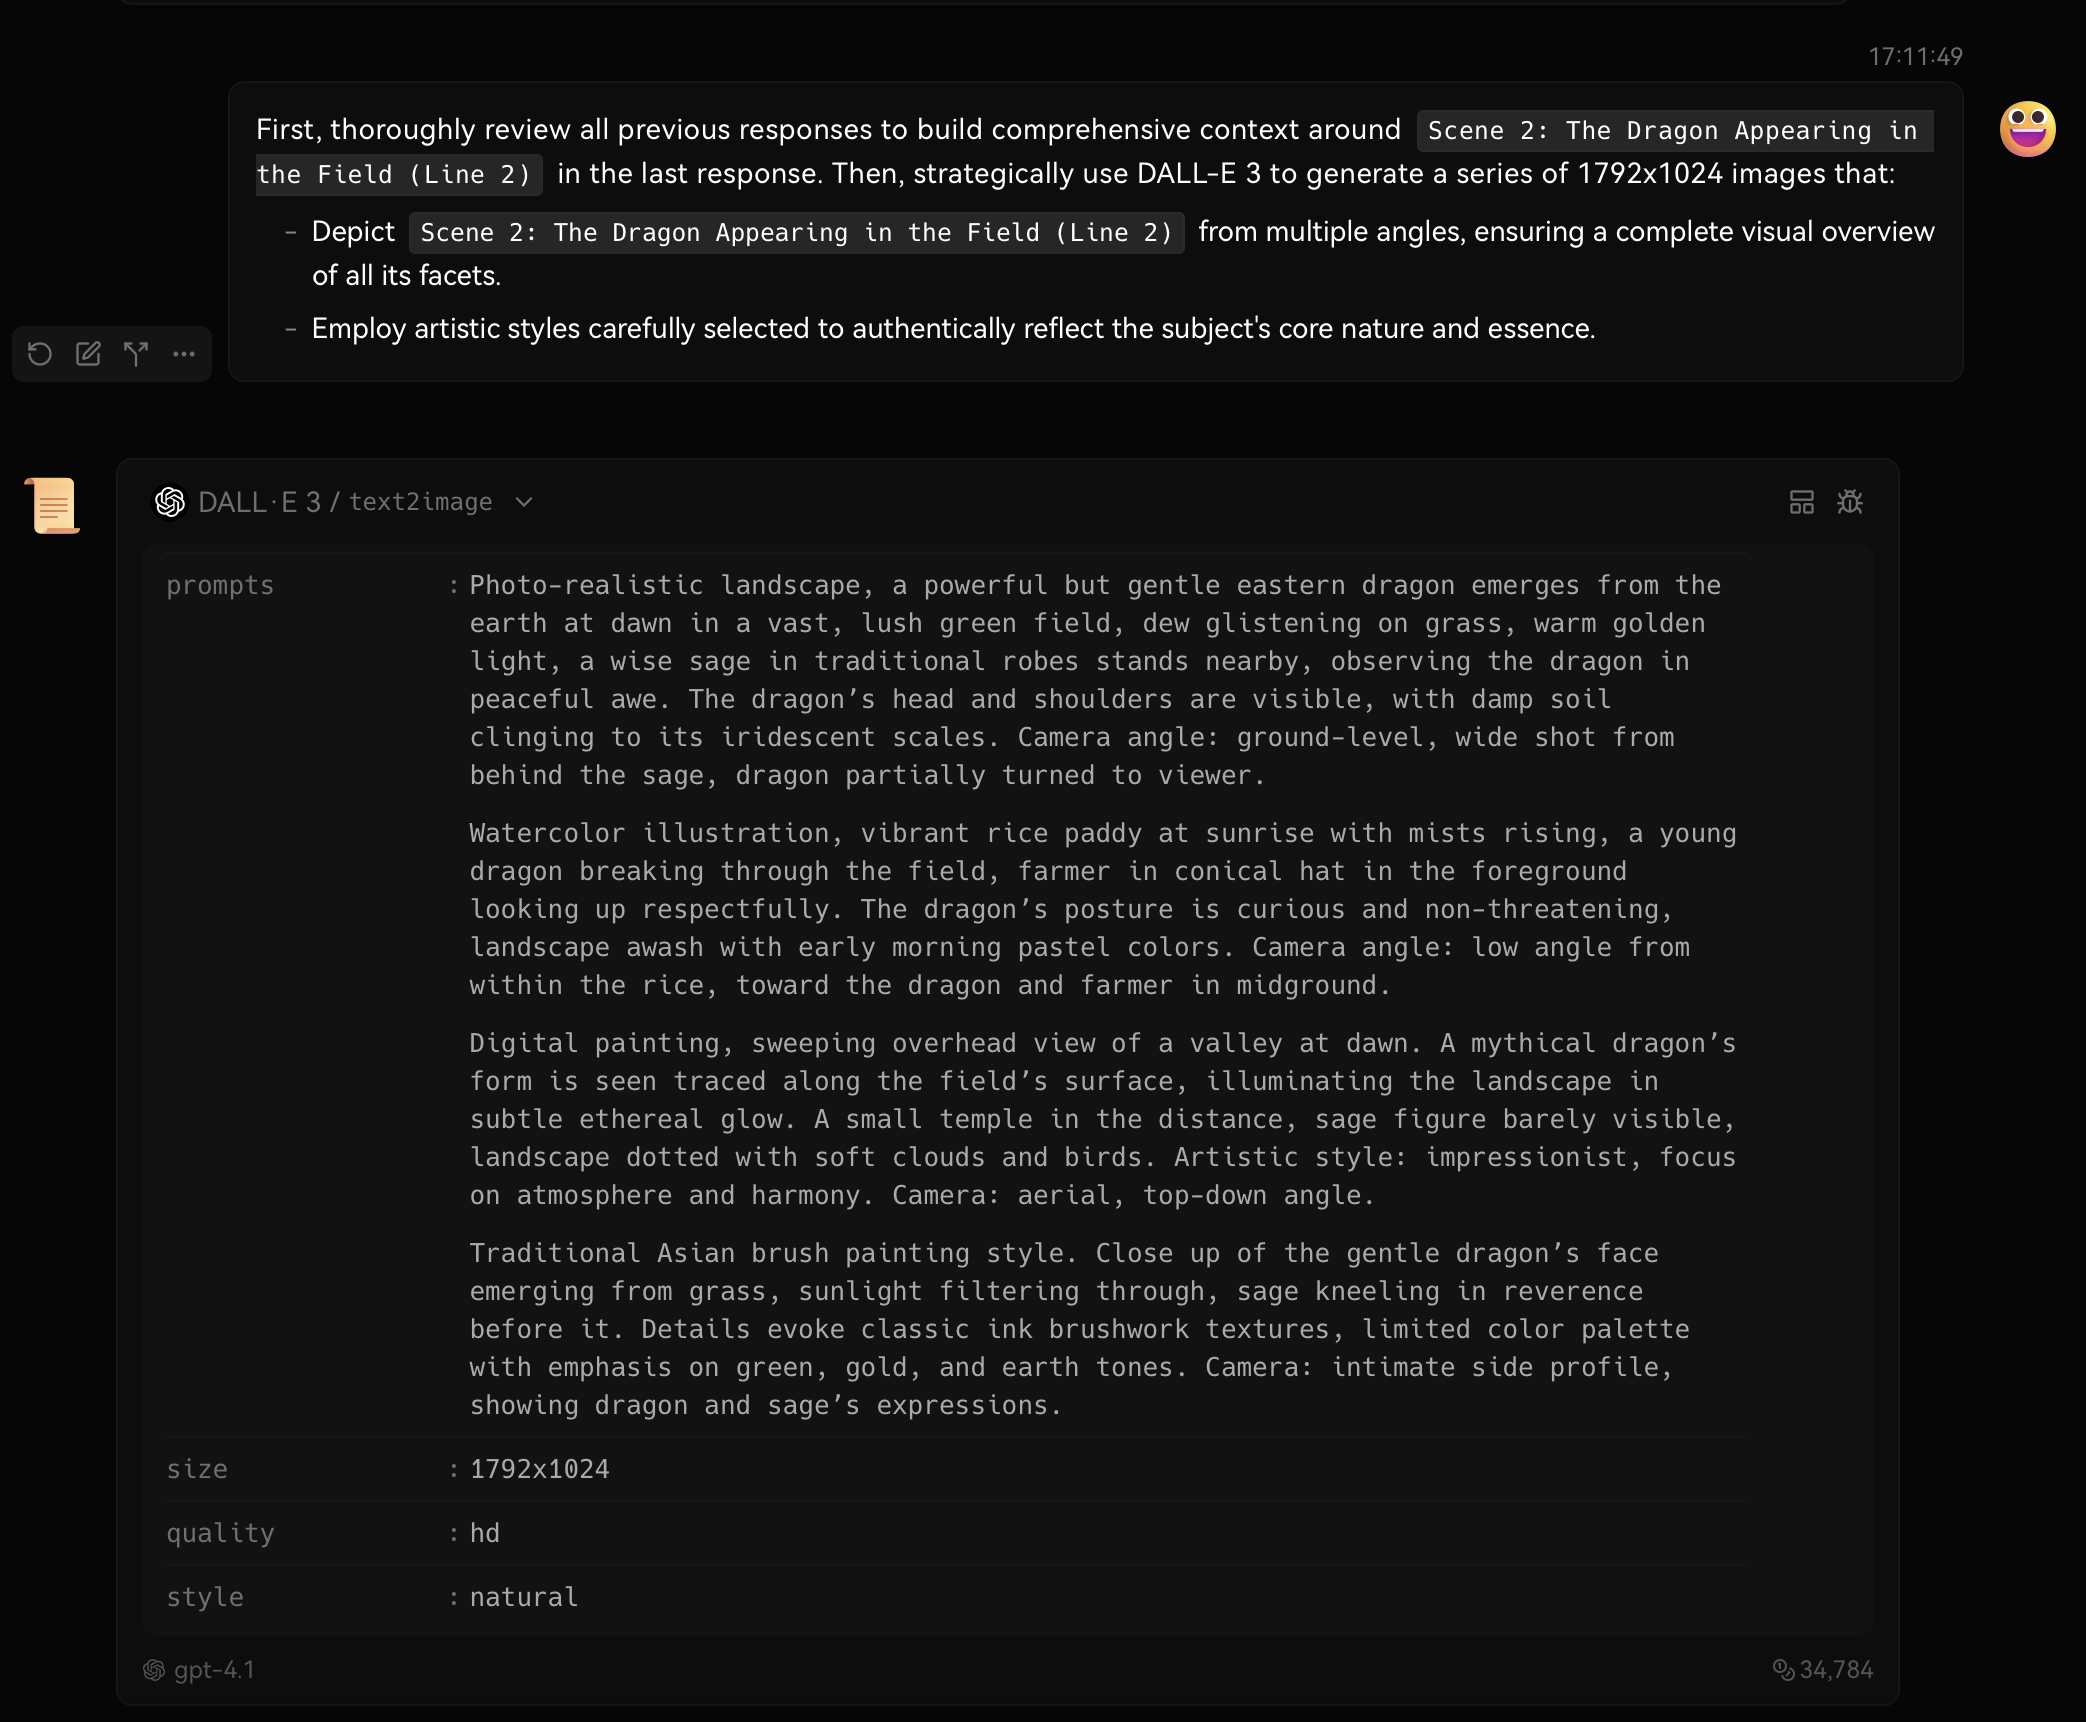 17:11:49
First, thoroughly review all previous responses to build comprehensive context around Scene 2: The Dragon Appearing in
the Field (Line 2) in the last response. Then, strategically use DALL-E 3 to generate a series of 1792x1024 images that:
– Depict Scene 2: The Dragon Appearing in the Field (Line 2) from multiple angles, ensuring a complete visual overview
of all its facets.
– Employ artistic styles carefully selected to authentically reflect the subject's core nature and essence.
DALL·E 3 / text2image
prompts : Photo-realistic landscape, a powerful but gentle eastern dragon emerges from the
earth at dawn in a vast, lush green field, dew glistening on grass, warm golden
light, a wise sage in traditional robes stands nearby, observing the dragon in
peaceful awe. The dragon’s head and shoulders are visible, with damp soil
clinging to its iridescent scales. Camera angle: ground-level, wide shot from
behind the sage, dragon partially turned to viewer.
Watercolor illustration, vibrant rice paddy at sunrise with mists rising, a young
dragon breaking through the field, farmer in conical hat in the foreground
looking up respectfully. The dragon’s posture is curious and non-threatening,
landscape awash with early morning pastel colors. Camera angle: low angle from
within the rice, toward the dragon and farmer in midground.
Digital painting, sweeping overhead view of a valley at dawn. A mythical dragon’s
form is seen traced along the field’s surface, illuminating the landscape in
subtle ethereal glow. A small temple in the distance, sage figure barely visible,
landscape dotted with soft clouds and birds. Artistic style: impressionist, focus
on atmosphere and harmony. Camera: aerial, top-down angle.
Traditional Asian brush painting style. Close up of the gentle dragon’s face
emerging from grass, sunlight filtering through, sage kneeling in reverence
before it. Details evoke classic ink brushwork textures, limited color palette
with emphasis on green, gold, and earth tones. Camera: intimate side profile,
showing dragon and sage’s expressions.
size : 1792x1024
quality : hd
style : natural
gpt-4.1
34,784